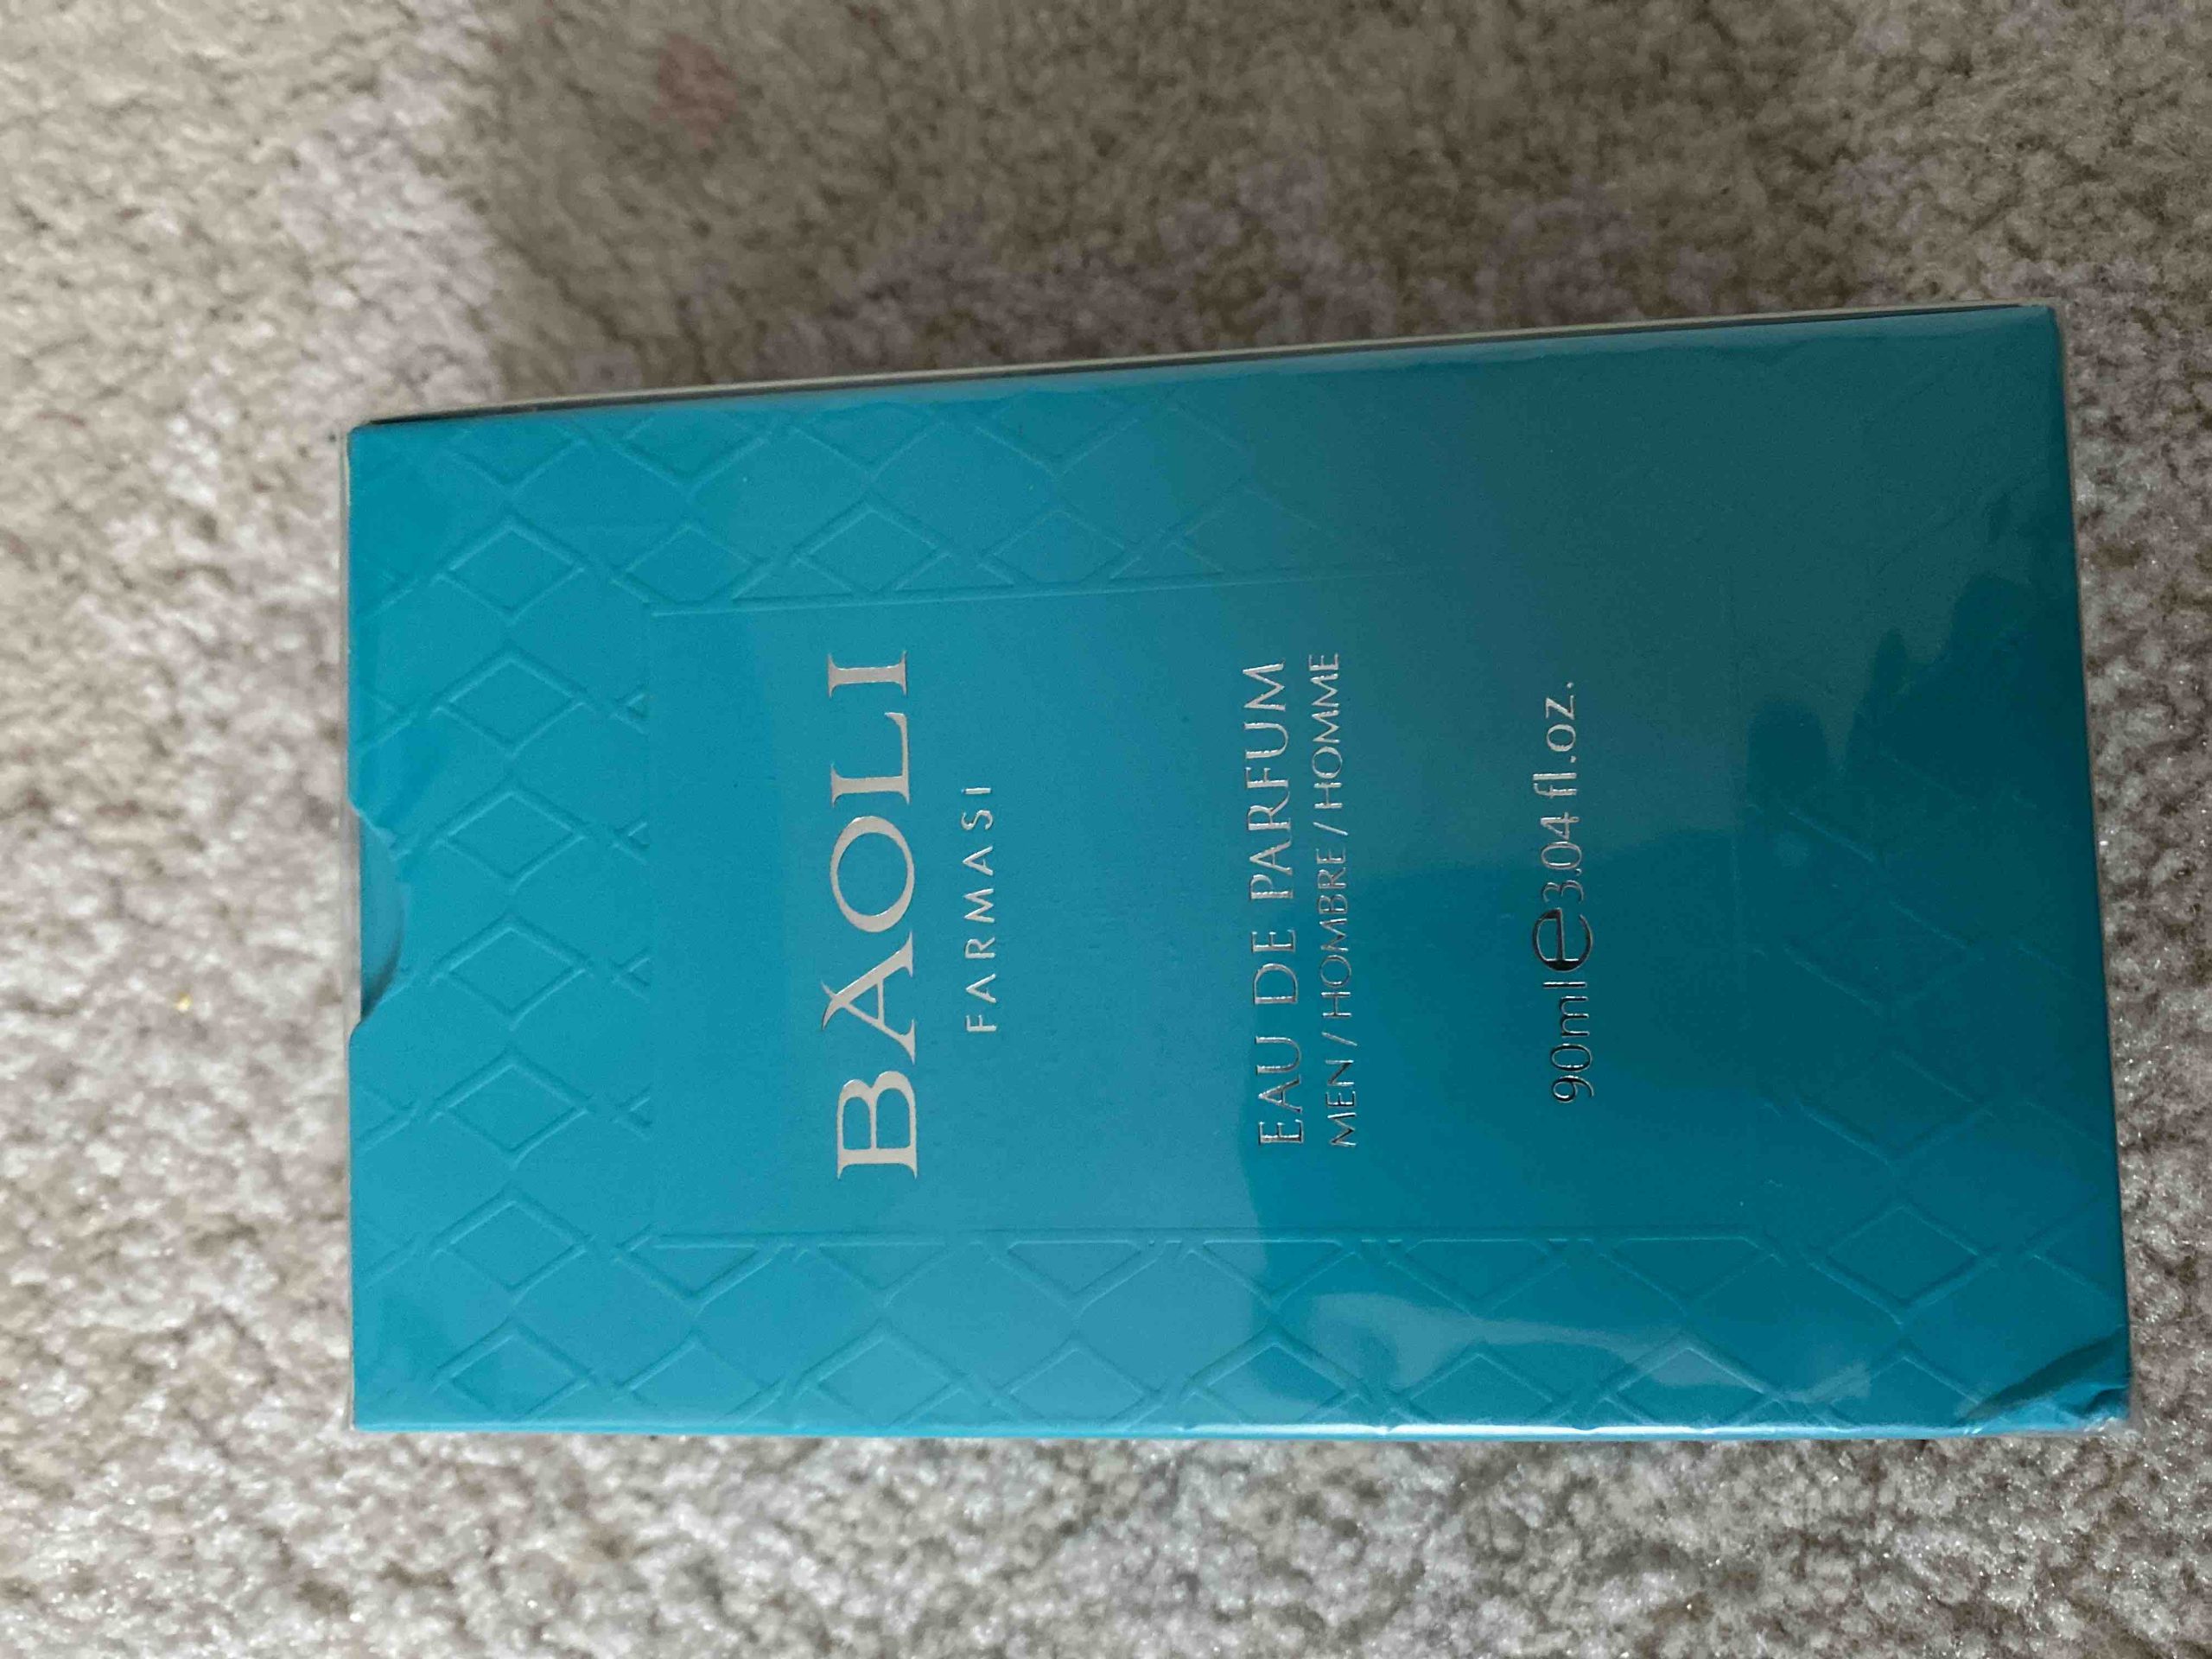 BAOLI
FARMASi
EAU DE PARFUM
MEN / HOMBRE / HOMME
90ml e 3.04 fl.oz.